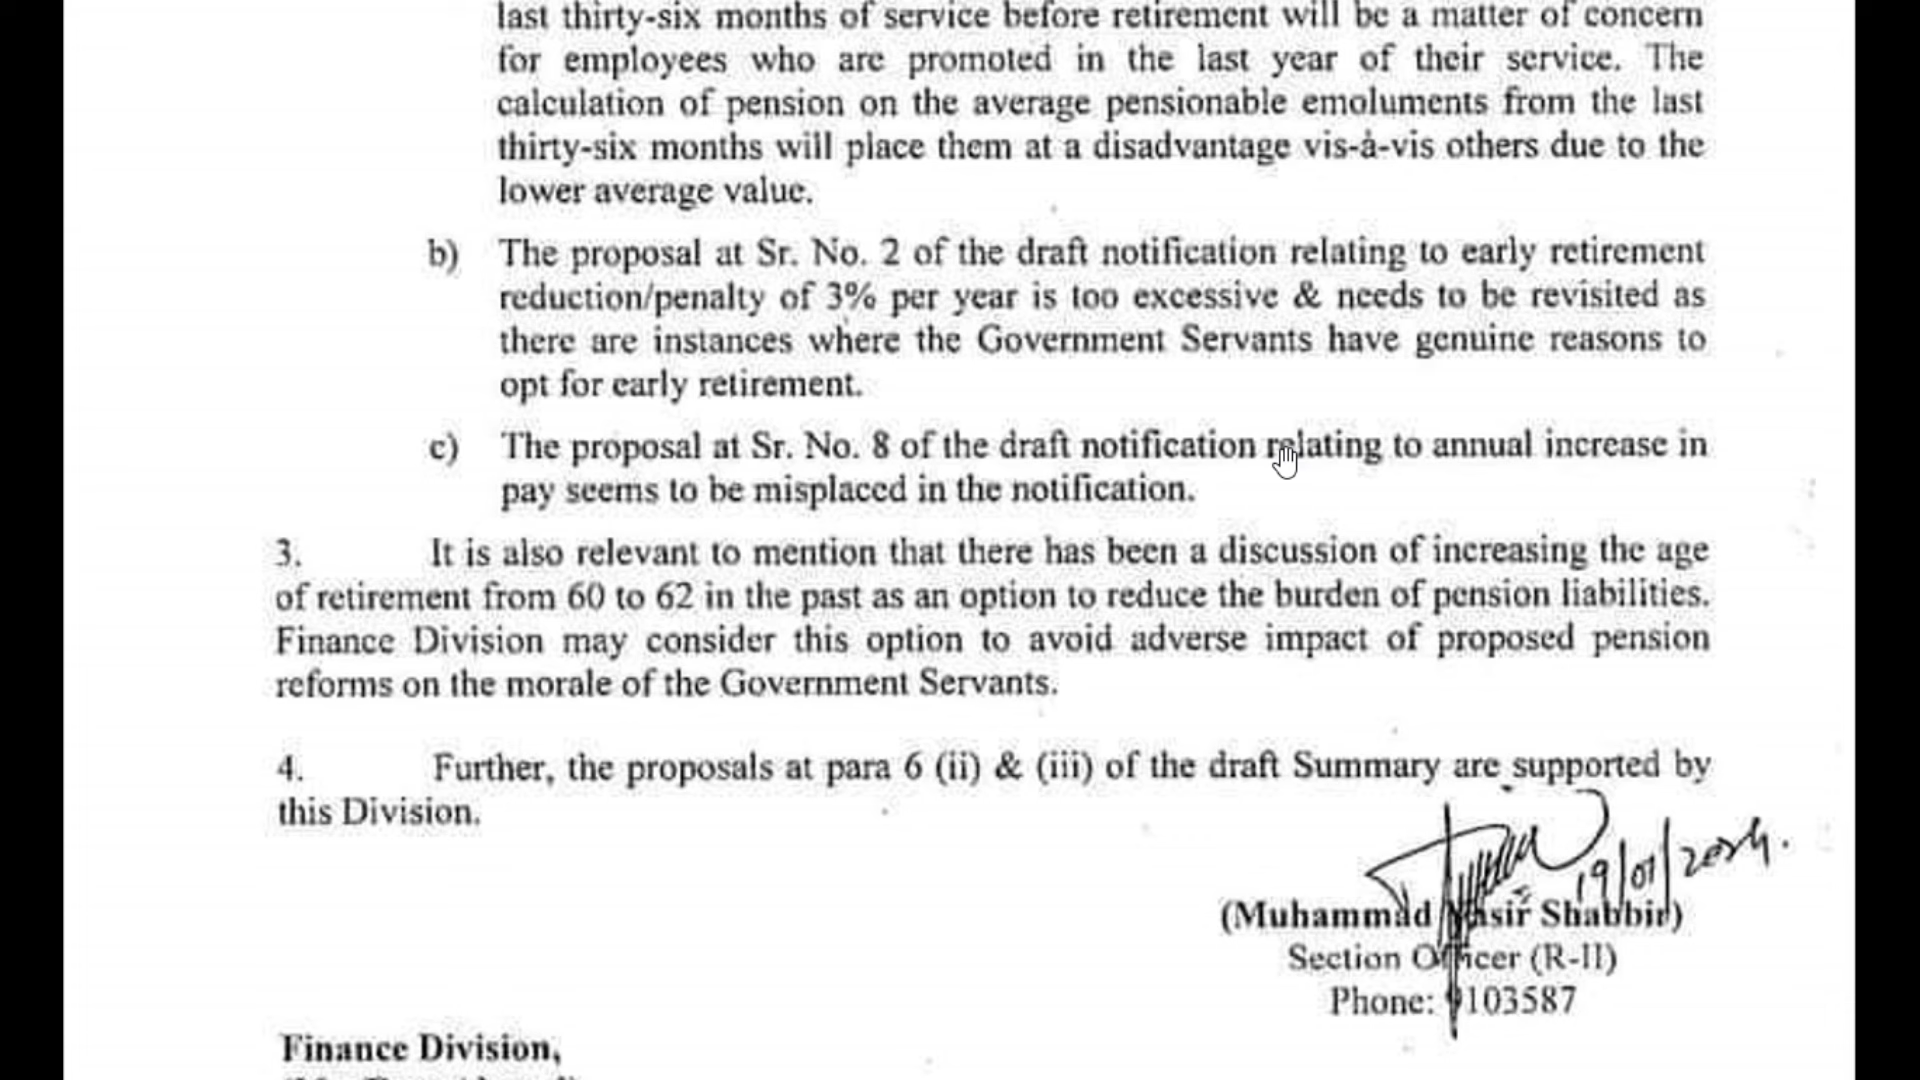 last thirty-six months of service before retirement will be a matter of concern
for employees who are promoted in the last year of their service. The
calculation of pension on the average pensionable emoluments from the last
thirty-six months will place them at a disadvantage vis-à-vis others due to the
lower average value.
b) The proposal at Sr. No. 2 of the draft notification relating to early retirement
reduction/penalty of 3% per year is too excessive & needs to be revisited as
there are instances where the Government Servants have genuine reasons to
opt for early retirement.
c) The proposal at Sr. No. 8 of the draft notification relating to annual increase in
pay seems to be misplaced in the notification.
3. It is also relevant to mention that there has been a discussion of increasing the age
of retirement from 60 to 62 in the past as an option to reduce the burden of pension liabilities.
Finance Division may consider this option to avoid adverse impact of proposed pension
reforms on the morale of the Government Servants.
4. Further, the proposals at para 6 (ii) & (iii) of the draft Summary are supported by
this Division.
19/01/2024.
(Muhammad Shabbir)
Section Officer (R-II)
Phone: 9103587
Finance Division,